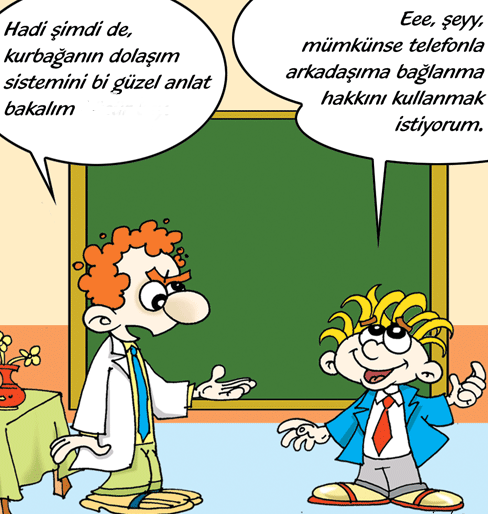 Hadi şimdi de,
kurbağanın dolaşım
sistemini bi güzel anlat
bakalım
Eee, şeyy,
mümkünse telefonla
arkadaşıma bağlanma
hakkını kullanmak
istiyorum.